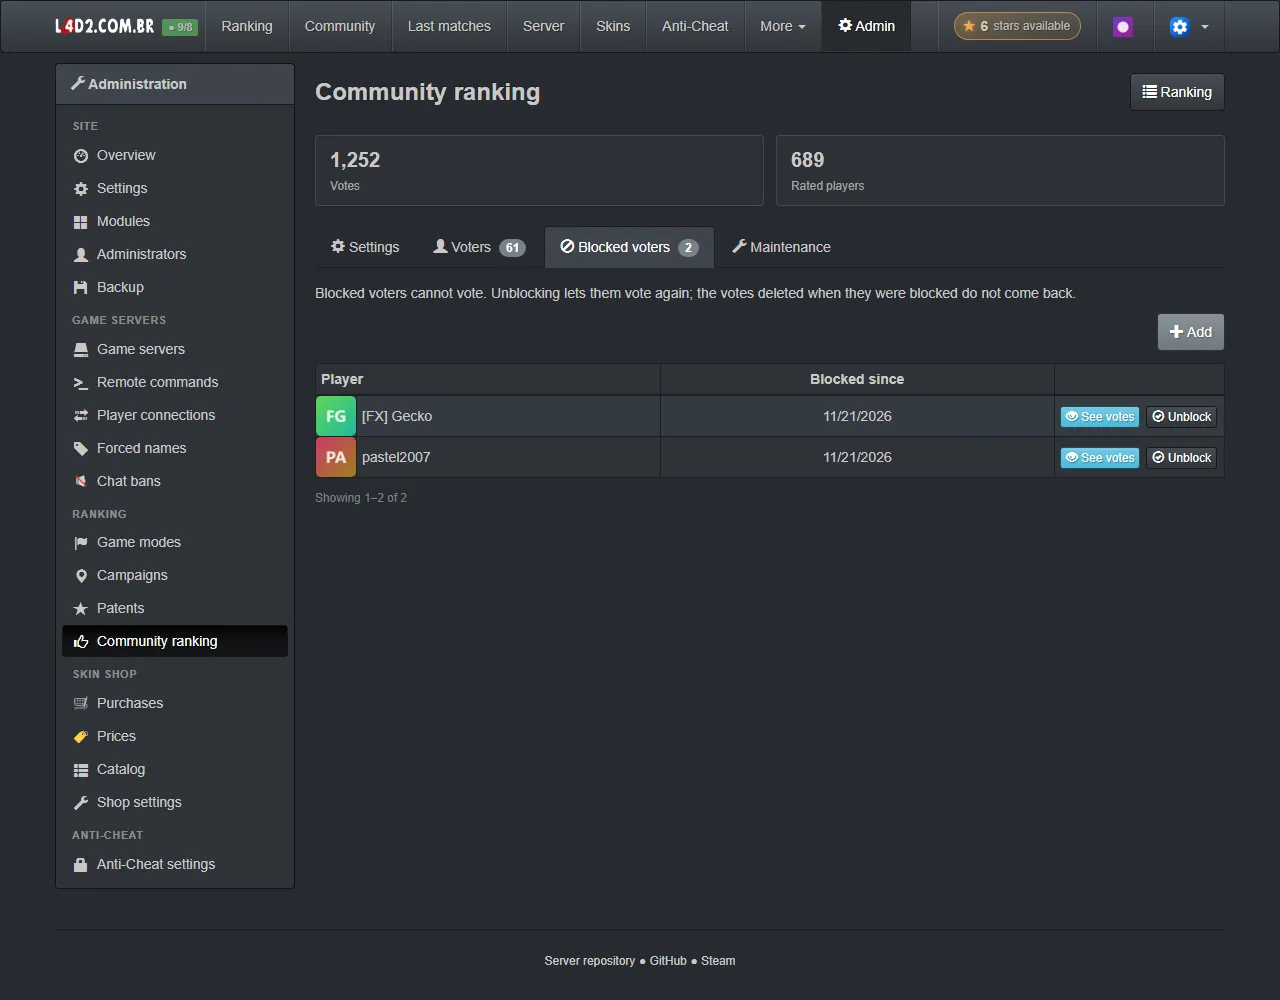 L4D2.COM.BR 9/8 Ranking Community Last matches Server Skins Anti-Cheat More Admin 6 stars available
Administration
SITE
Overview
Settings
Modules
Administrators
Backup
GAME SERVERS
Game servers
Remote commands
Player connections
Forced names
Chat bans
RANKING
Game modes
Campaigns
Patents
Community ranking
SKIN SHOP
Purchases
Prices
Catalog
Shop settings
ANTI-CHEAT
Anti-Cheat settings
Community ranking
Ranking
1,252
Votes
689
Rated players
Settings Voters 61 Blocked voters 2 Maintenance
Blocked voters cannot vote. Unblocking lets them vote again; the votes deleted when they were blocked do not come back.
Add
Player Blocked since
FG [FX] Gecko 11/21/2026 See votes Unblock
PA pastel2007 11/21/2026 See votes Unblock
Showing 1–2 of 2
Server repository ● GitHub ● Steam